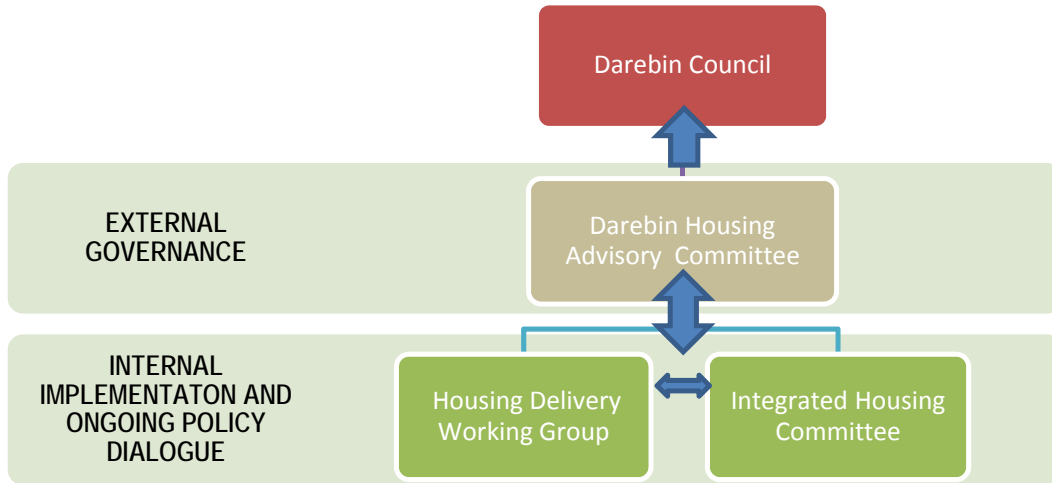 Darebin Council
EXTERNAL
GOVERNANCE
Darebin Housing
Advisory Committee
INTERNAL
IMPLEMENTATON AND
ONGOING POLICY
DIALOGUE
Housing Delivery
Working Group
Integrated Housing
Committee